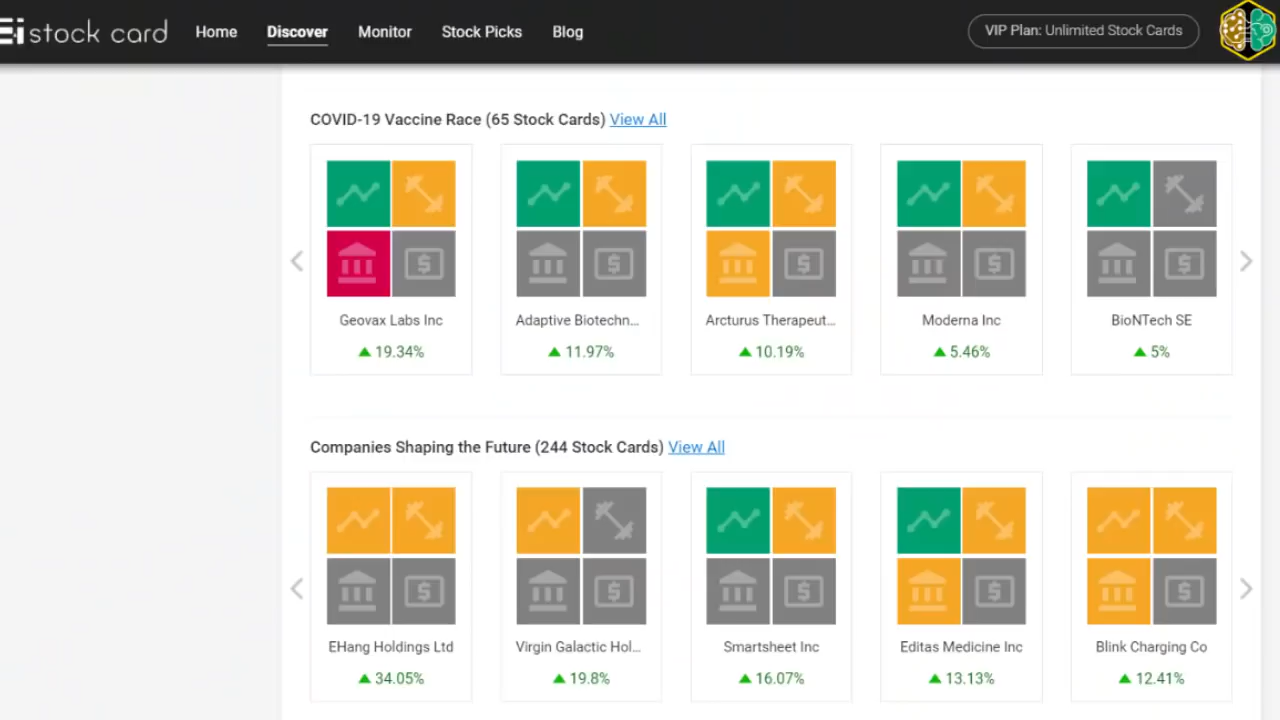 stock card Home Discover Monitor Stock Picks Blog VIP Plan: Unlimited Stock Cards
COVID-19 Vaccine Race (65 Stock Cards) View All
Geovax Labs Inc Adaptive Biotechn... Arcturus Therapeut... Moderna Inc BioNTech SE
19.34% 11.97% 10.19% 5.46% 5%
Companies Shaping the Future (244 Stock Cards) View All
EHang Holdings Ltd Virgin Galactic Hol... Smartsheet Inc Editas Medicine Inc Blink Charging Co
34.05% 19.8% 16.07% 13.13% 12.41%